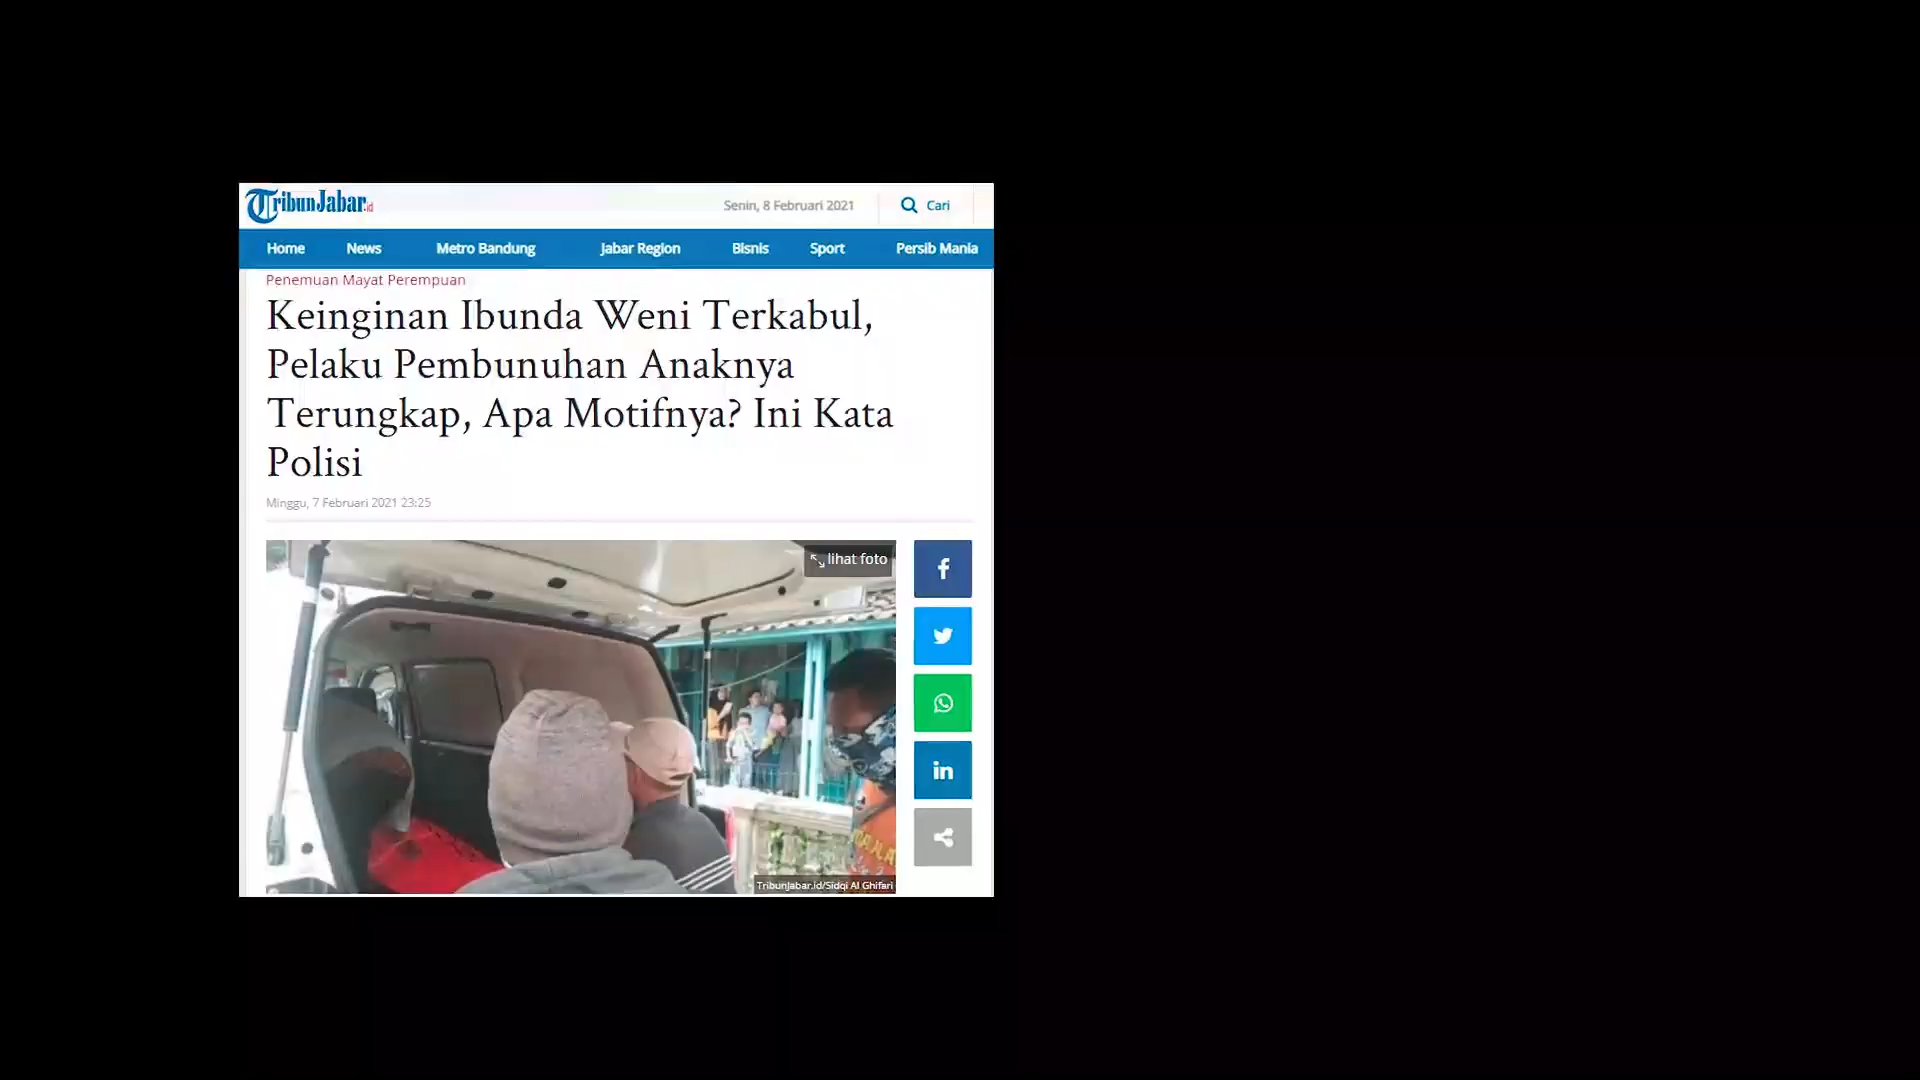 TribunJabar.id
Senin, 8 Februari 2021
Cari
Home News Metro Bandung Jabar Region Bisnis Sport Persib Mania
Penemuan Mayat Perempuan
Keinginan Ibunda Weni Terkabul,
Pelaku Pembunuhan Anaknya
Terungkap, Apa Motifnya? Ini Kata
Polisi
Minggu, 7 Februari 2021 23:25
lihat foto
TribunJabar.id/Sidqi Al Ghifari